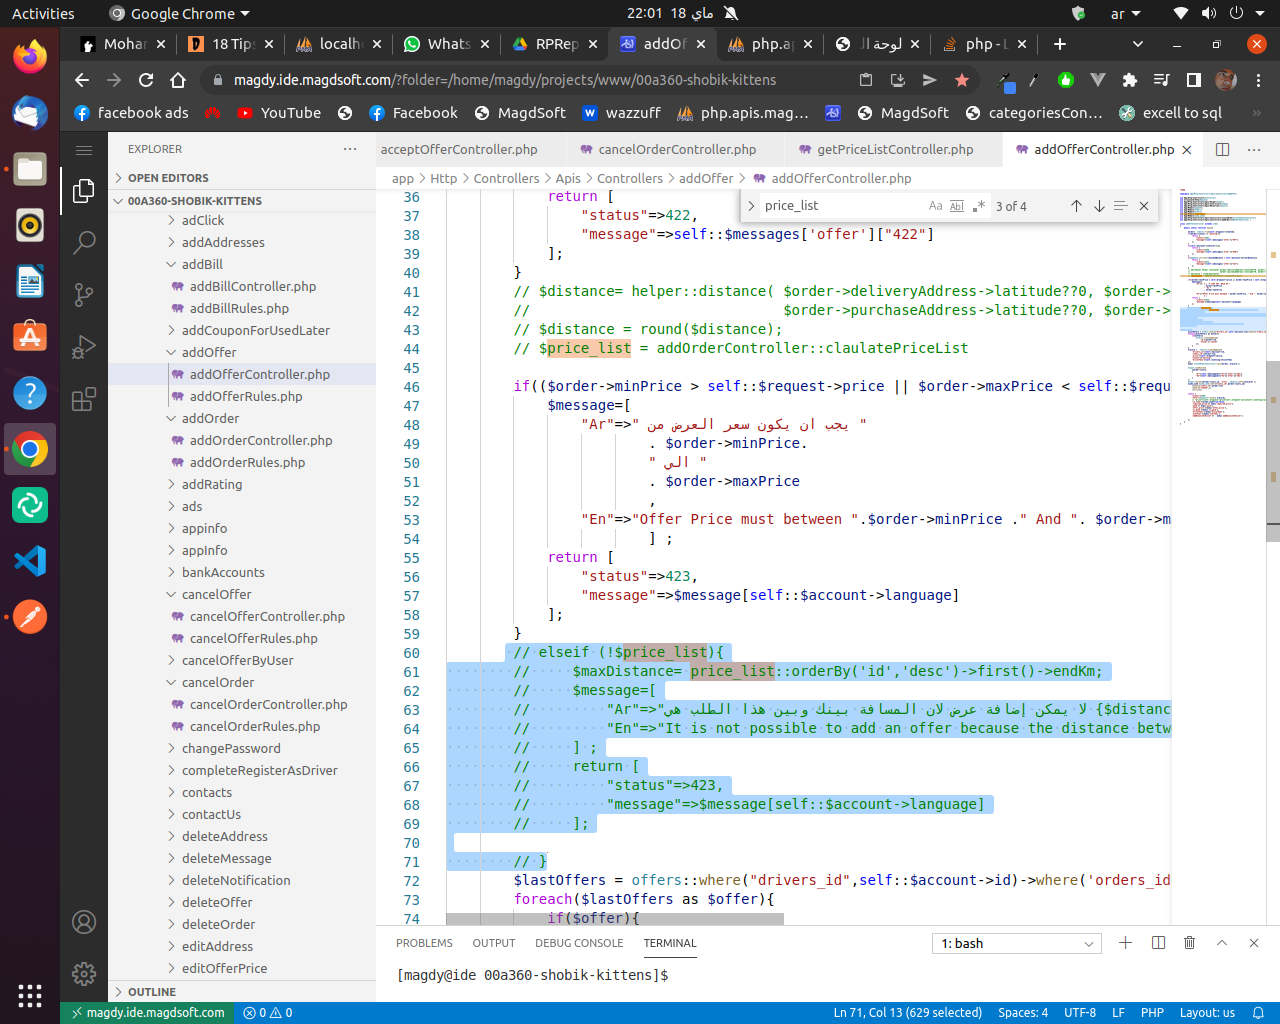 Activities
Google Chrome
22:01 18 ماي
ar
Mohar
18 Tips
localh
Whats
RPRep
addOf
php.ap
لوحة ال
php - L
magdy.ide.magdsoft.com/?folder=/home/magdy/projects/www/00a360-shobik-kittens
facebook ads
YouTube
Facebook
MagdSoft
wazzuff
php.apis.mag...
MagdSoft
categoriesCon...
excell to sql
EXPLORER
OPEN EDITORS
00A360-SHOBIK-KITTENS
adClick
addAddresses
addBill
addBillController.php
addBillRules.php
addCouponForUsedLater
addOffer
addOfferController.php
addOfferRules.php
addOrder
addOrderController.php
addOrderRules.php
addRating
ads
appinfo
appInfo
bankAccounts
cancelOffer
cancelOfferController.php
cancelOfferRules.php
cancelOfferByUser
cancelOrder
cancelOrderController.php
cancelOrderRules.php
changePassword
completeRegisterAsDriver
contacts
contactUs
deleteAddress
deleteMessage
deleteNotification
deleteOffer
deleteOrder
editAddress
editOfferPrice
OUTLINE
acceptOfferController.php
cancelOrderController.php
getPriceListController.php
addOfferController.php
app > Http > Controllers > Apis > Controllers > addOffer > addOfferController.php
price_list
3 of 4
36 return [
37 "status"=>422,
38 "message"=>self::$messages['offer']["422"]
39 ];
40 }
41 // $distance= helper::distance( $order->deliveryAddress->latitude??0, $order->
42 // $order->purchaseAddress->latitude??0, $order->
43 // $distance = round($distance);
44 // $price_list = addOrderController::claulatePriceList
45
46 if(($order->minPrice > self::$request->price || $order->maxPrice < self::$requ
47 $message=[
48 "Ar"=>" يجب ان يكون سعر العرض من "
49 . $order->minPrice.
50 " الي "
51 . $order->maxPrice
52 ,
53 "En"=>"Offer Price must between ".$order->minPrice ." And ". $order->m
54 ] ;
55 return [
56 "status"=>423,
57 "message"=>$message[self::$account->language]
58 ];
59 }
60 // elseif (!$price_list){
61 // $maxDistance= price_list::orderBy('id','desc')->first()->endKm;
62 // $message=[
63 // "Ar"=>"لا يمكن إضافة عرض لان المسافة بينك وبين هذا الطلب هي {$distanc
64 // "En"=>"It is not possible to add an offer because the distance betw
65 // ] ;
66 // return [
67 // "status"=>423,
68 // "message"=>$message[self::$account->language]
69 // ];
70
71 // }
72 $lastOffers = offers::where("drivers_id",self::$account->id)->where('orders_id
73 foreach($lastOffers as $offer){
74 if($offer){
PROBLEMS
OUTPUT
DEBUG CONSOLE
TERMINAL
1: bash
[magdy@ide 00a360-shobik-kittens]$
magdy.ide.magdsoft.com
0
0
Ln 71, Col 13 (629 selected)
Spaces: 4
UTF-8
LF
PHP
Layout: us